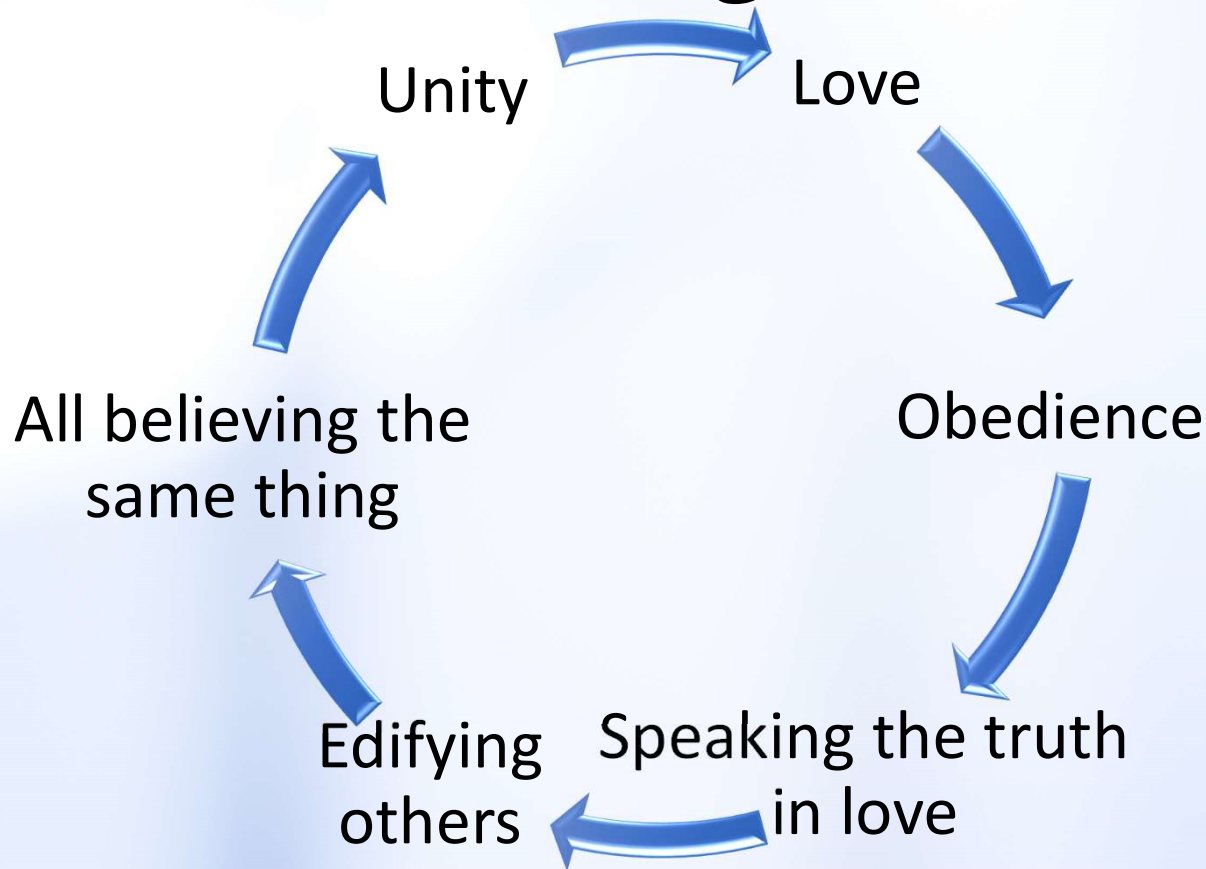 Unity
Love
Obedience
Speaking the truth
in love
Edifying
others
All believing the
same thing